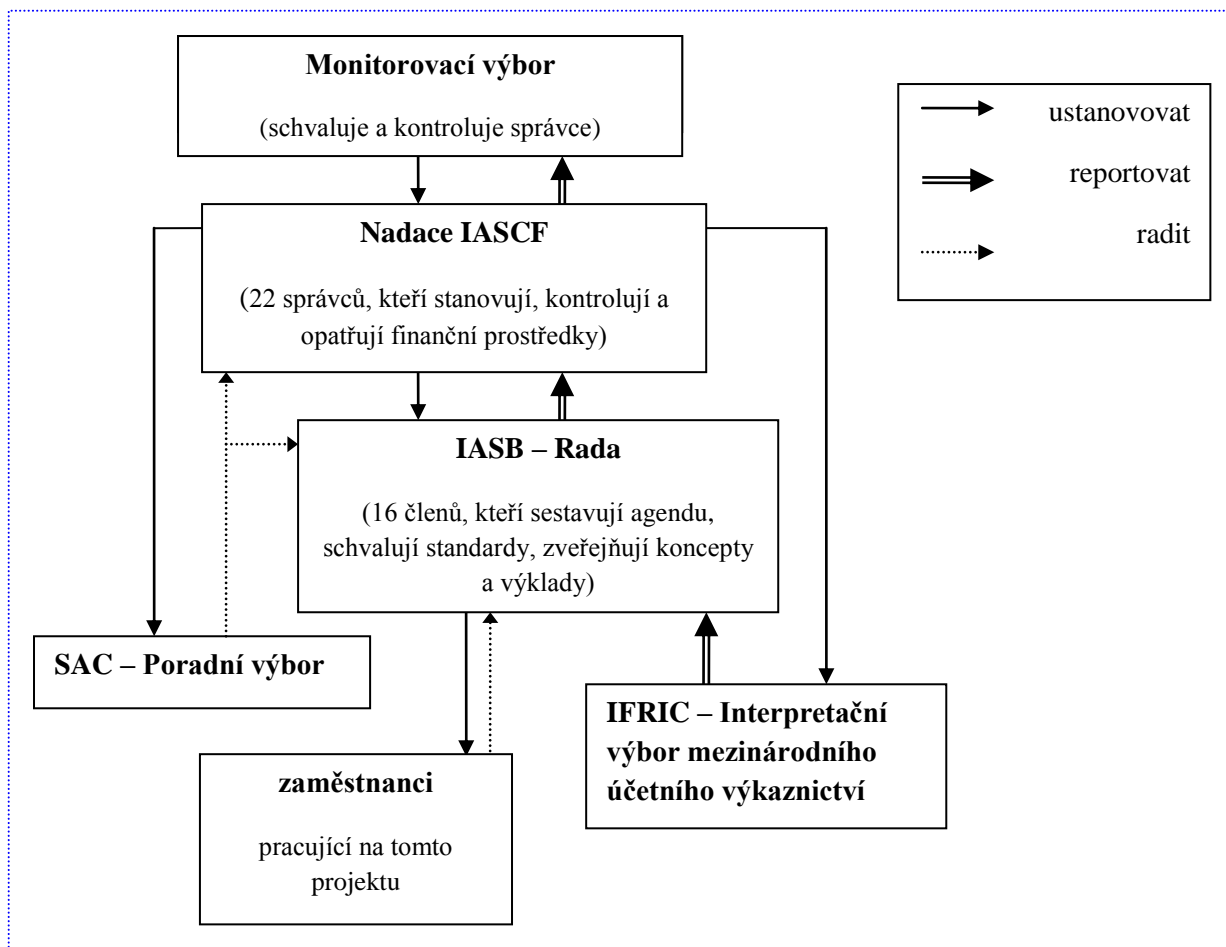 Monitorovací výbor
(schvaluje a kontroluje správce)
ustanovovat
reportovat
radit
Nadace IASCF
(22 správců, kteří stanovují, kontrolují a
opatřují finanční prostředky)
IASB – Rada
(16 členů, kteří sestavují agendu,
schvalují standardy, zveřejňují koncepty
a výklady)
SAC – Poradní výbor
IFRIC – Interpretační
výbor mezinárodního
účetního výkaznictví
zaměstnanci
pracující na tomto
projektu